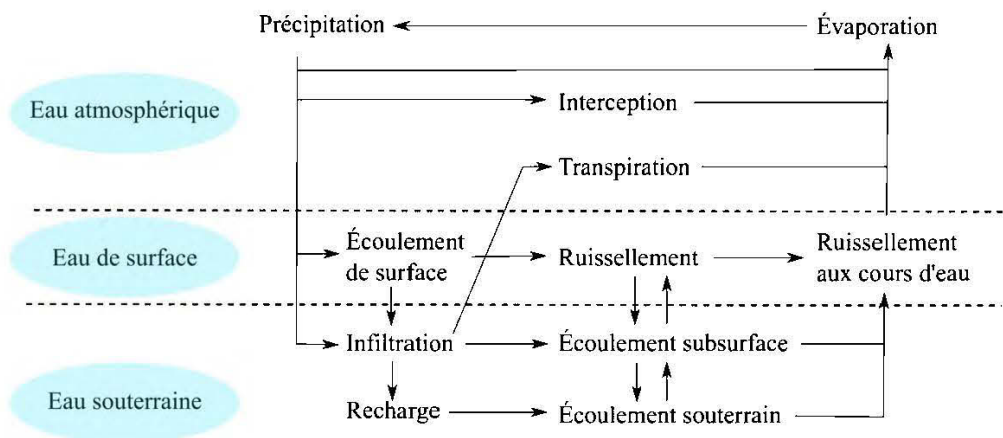 Précipitation
Évaporation
Eau atmosphérique
Interception
Transpiration
Eau de surface
Écoulement
de surface
Ruissellement
Ruissellement
aux cours d'eau
Infiltration
Écoulement subsurface
Eau souterraine
Recharge
Écoulement souterrain